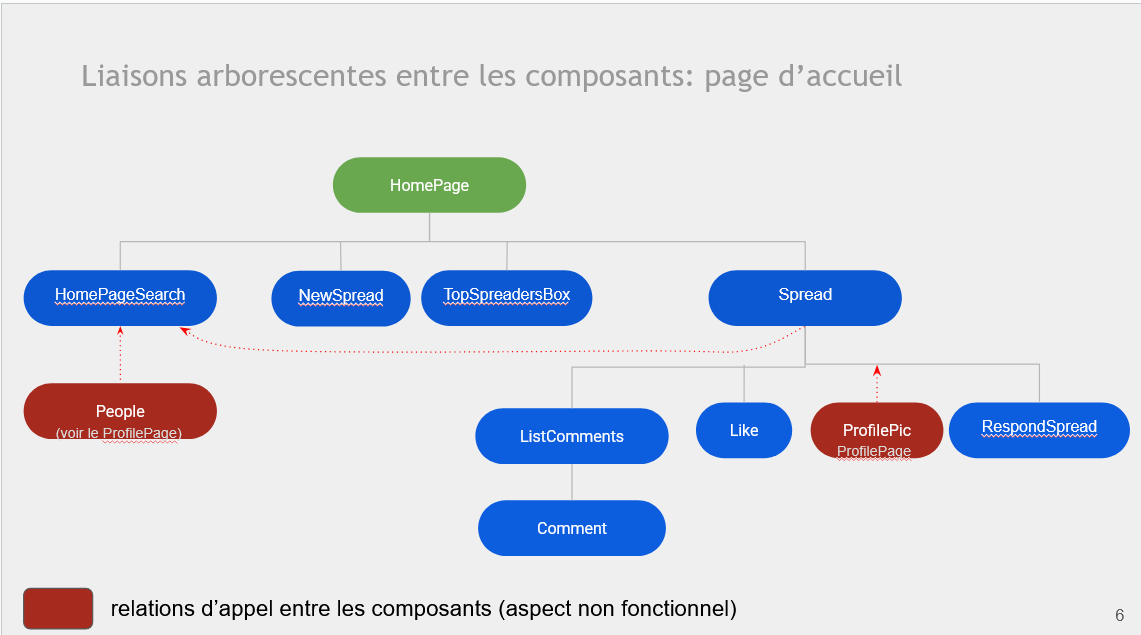 Liaisons arborescentes entre les composants: page d’accueil
HomePage
HomePageSearch
NewSpread
TopSpreadersBox
Spread
People
(voir le ProfilePage)
ListComments
Like
ProfilePic
ProfilePage
RespondSpread
Comment
relations d’appel entre les composants (aspect non fonctionnel)
6